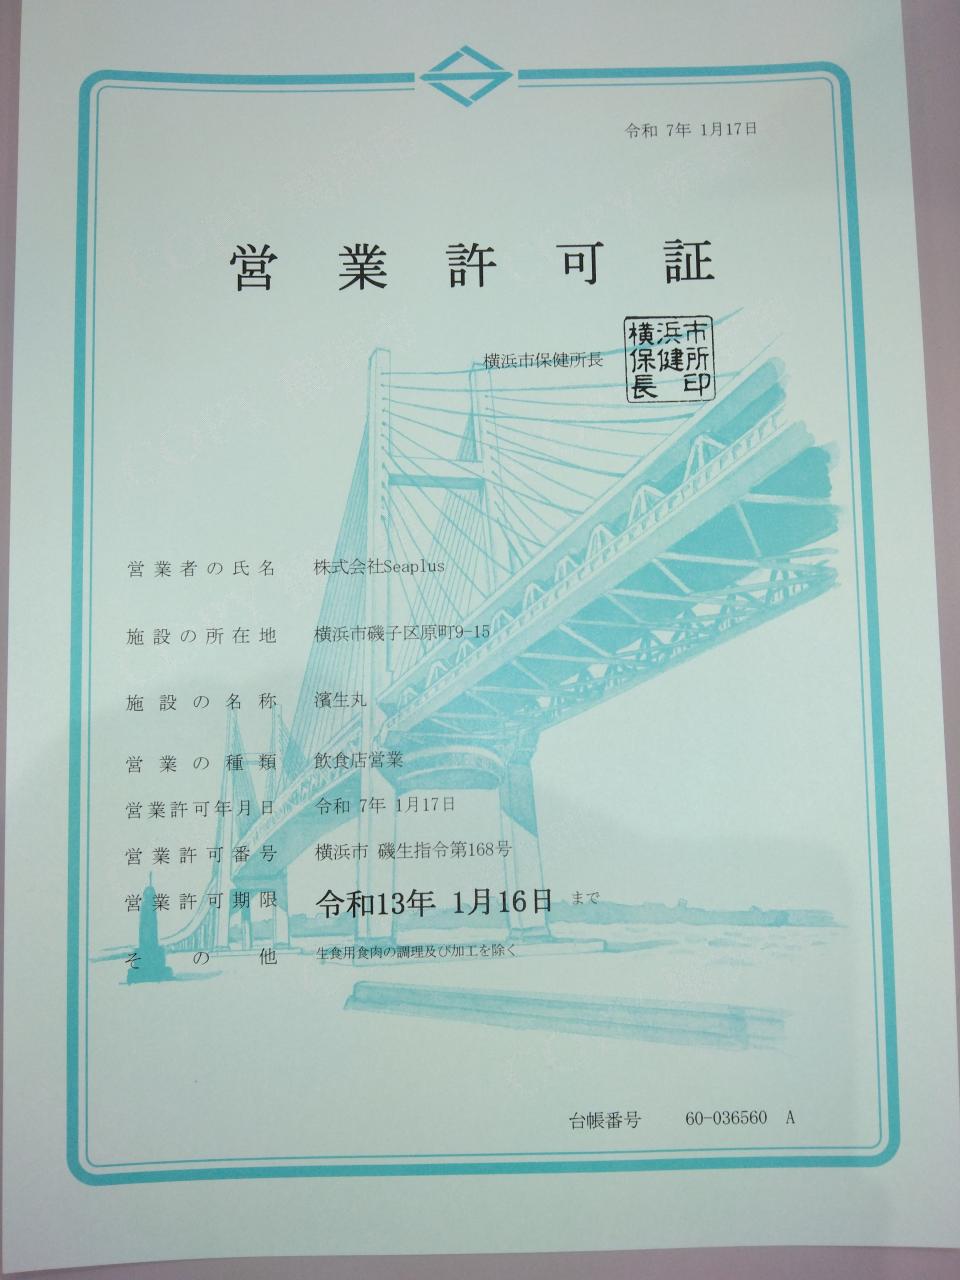 令和 7年 1月17日
営業許可証
横浜市保健所長
横浜市
保健所
長印
営業者の氏名 株式会社Seaplus
施設の所在地 横浜市磯子区原町9-15
施設の名称 濱生丸
営業の種類 飲食店営業
営業許可年月日 令和 7年 1月17日
営業許可番号 横浜市 磯生指令第168号
営業許可期限 令和13年 1月16日 まで
その他 生食用食肉の調理及び加工を除く
台帳番号 60-036560 A